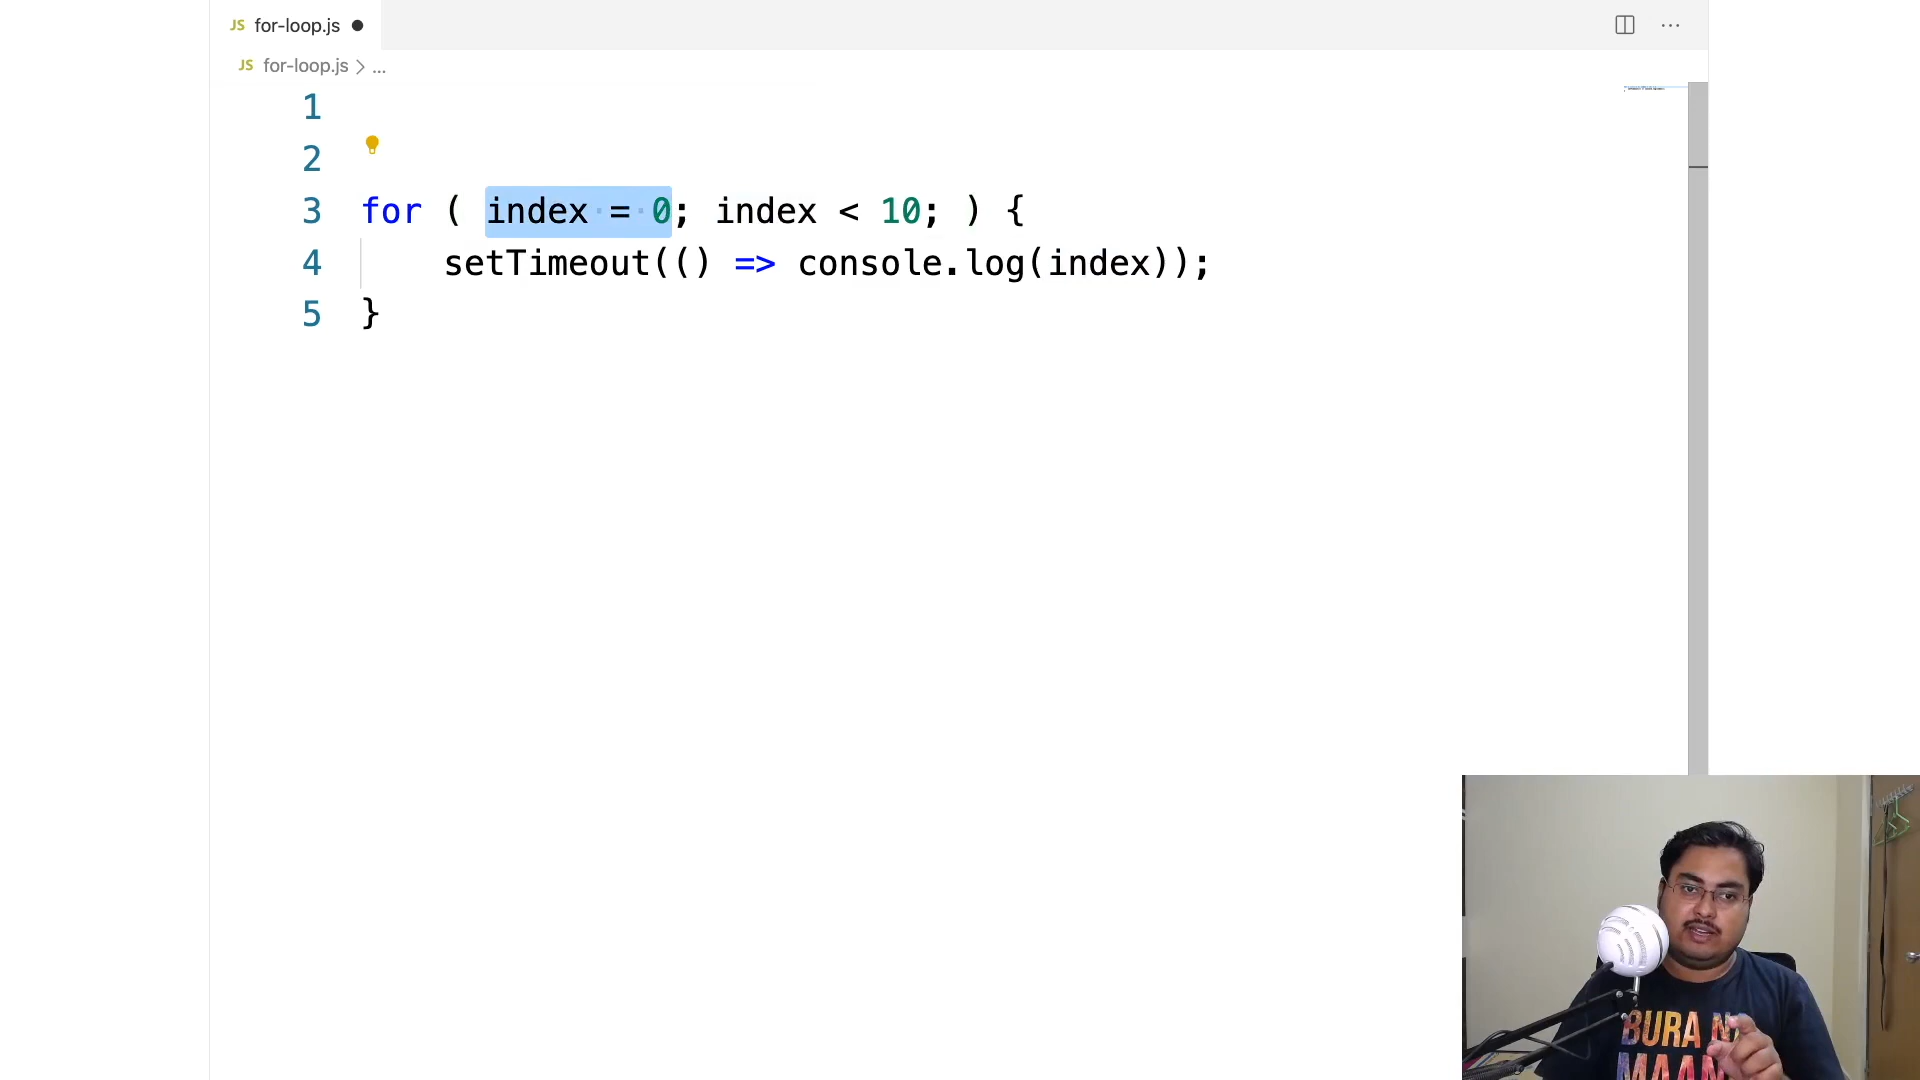 JS for-loop.js ●
JS for-loop.js > ...
1
2
3 for ( index = 0; index < 10; ) {
4 setTimeout(() => console.log(index));
5 }
BURA N
MAAN